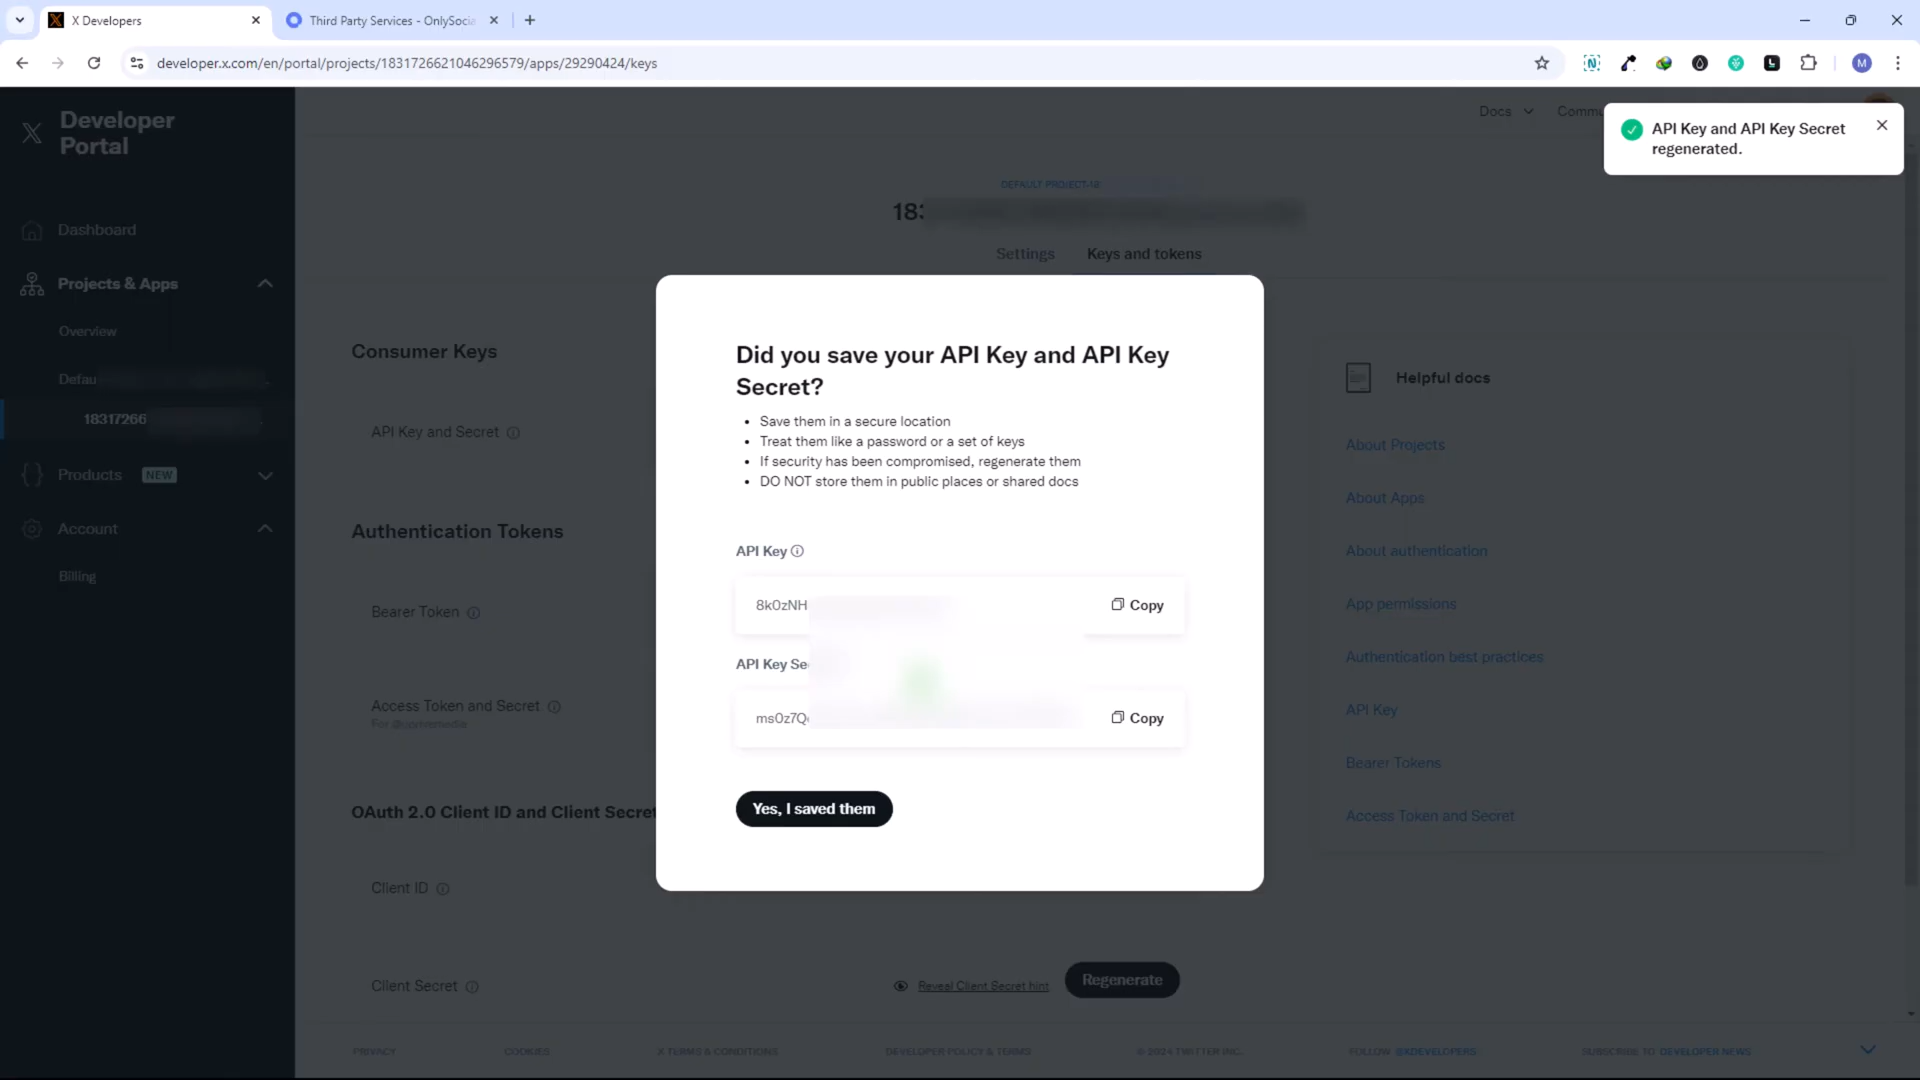 X Developers
Third Party Services - OnlySocia
developer.x.com/en/portal/projects/1831726621046296579/apps/29290424/keys
M
Developer
Portal
Docs
Commu
API Key and API Key Secret
regenerated.
DEFAULT PROJECT-18
183
Settings
Keys and tokens
Dashboard
Projects & Apps
Overview
Defau
18317266
Products
NEW
Account
Billing
Consumer Keys
API Key and Secret
Authentication Tokens
Bearer Token
Access Token and Secret
OAuth 2.0 Client ID and Client Secret
Client ID
Client Secret
Reveal Client Secret hint
Regenerate
Did you save your API Key and API Key
Secret?
• Save them in a secure location
• Treat them like a password or a set of keys
• If security has been compromised, regenerate them
• DO NOT store them in public places or shared docs
API Key
8k0zNH
Copy
API Key Se
ms0z7Q
Copy
Yes, I saved them
Helpful docs
About Projects
About Apps
About authentication
App permissions
Authentication best practices
API Key
Bearer Tokens
Access Token and Secret
PRIVACY
COOKIES
X TERMS & CONDITIONS
DEVELOPER POLICY & TERMS
© 2024 TWITTER INC.
FOLLOW @XDEVELOPERS
SUBSCRIBE TO DEVELOPER NEWS